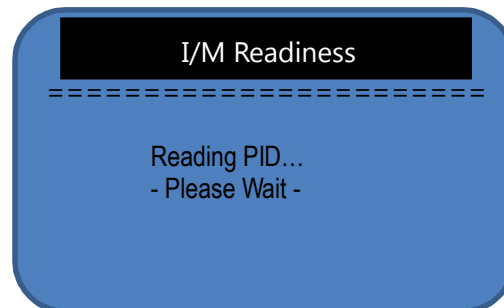 I/M Readiness
=======================
Reading PID…
- Please Wait -